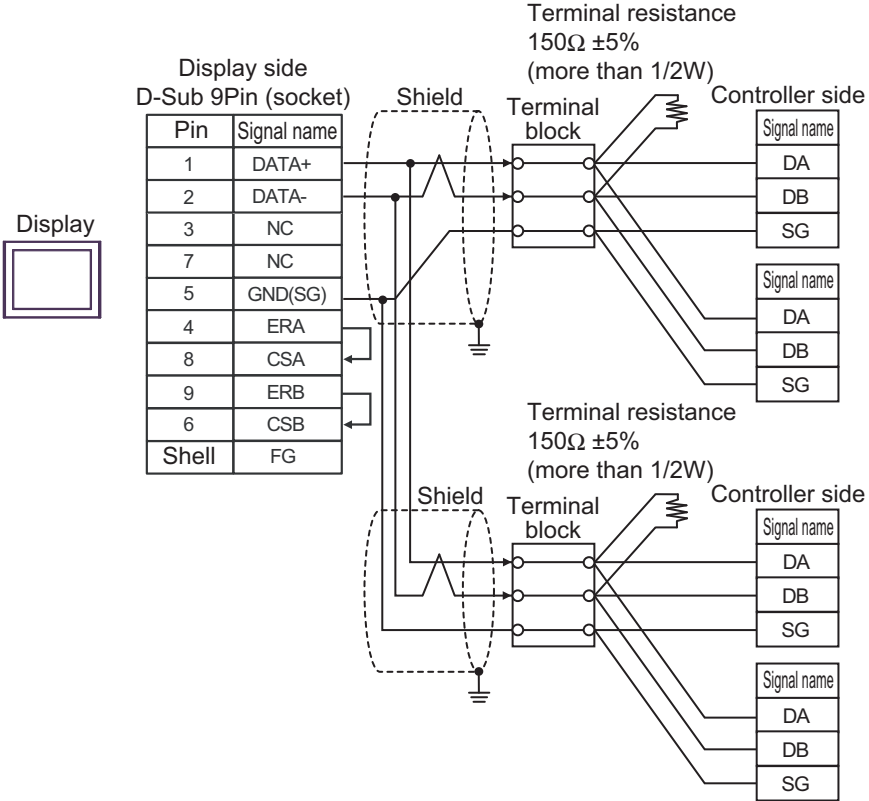 Terminal resistance
150Ω ±5%
(more than 1/2W)
Display side
D-Sub 9Pin (socket)
Shield
Terminal
block
Controller side
Pin Signal name
1 DATA+
2 DATA-
3 NC
7 NC
5 GND(SG)
4 ERA
8 CSA
9 ERB
6 CSB
Shell FG
Display
Signal name
DA
DB
SG
Signal name
DA
DB
SG
Terminal resistance
150Ω ±5%
(more than 1/2W)
Shield
Terminal
block
Controller side
Signal name
DA
DB
SG
Signal name
DA
DB
SG